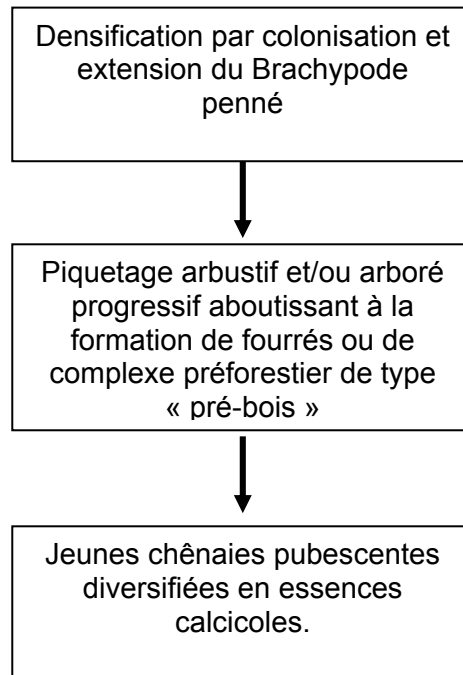 Densification par colonisation et
extension du Brachypode
penné
Piquetage arbustif et/ou arboré
progressif aboutissant à la
formation de fourrés ou de
complexe préforestier de type
« pré-bois »
Jeunes chênaies pubescentes
diversifiées en essences
calcicoles.